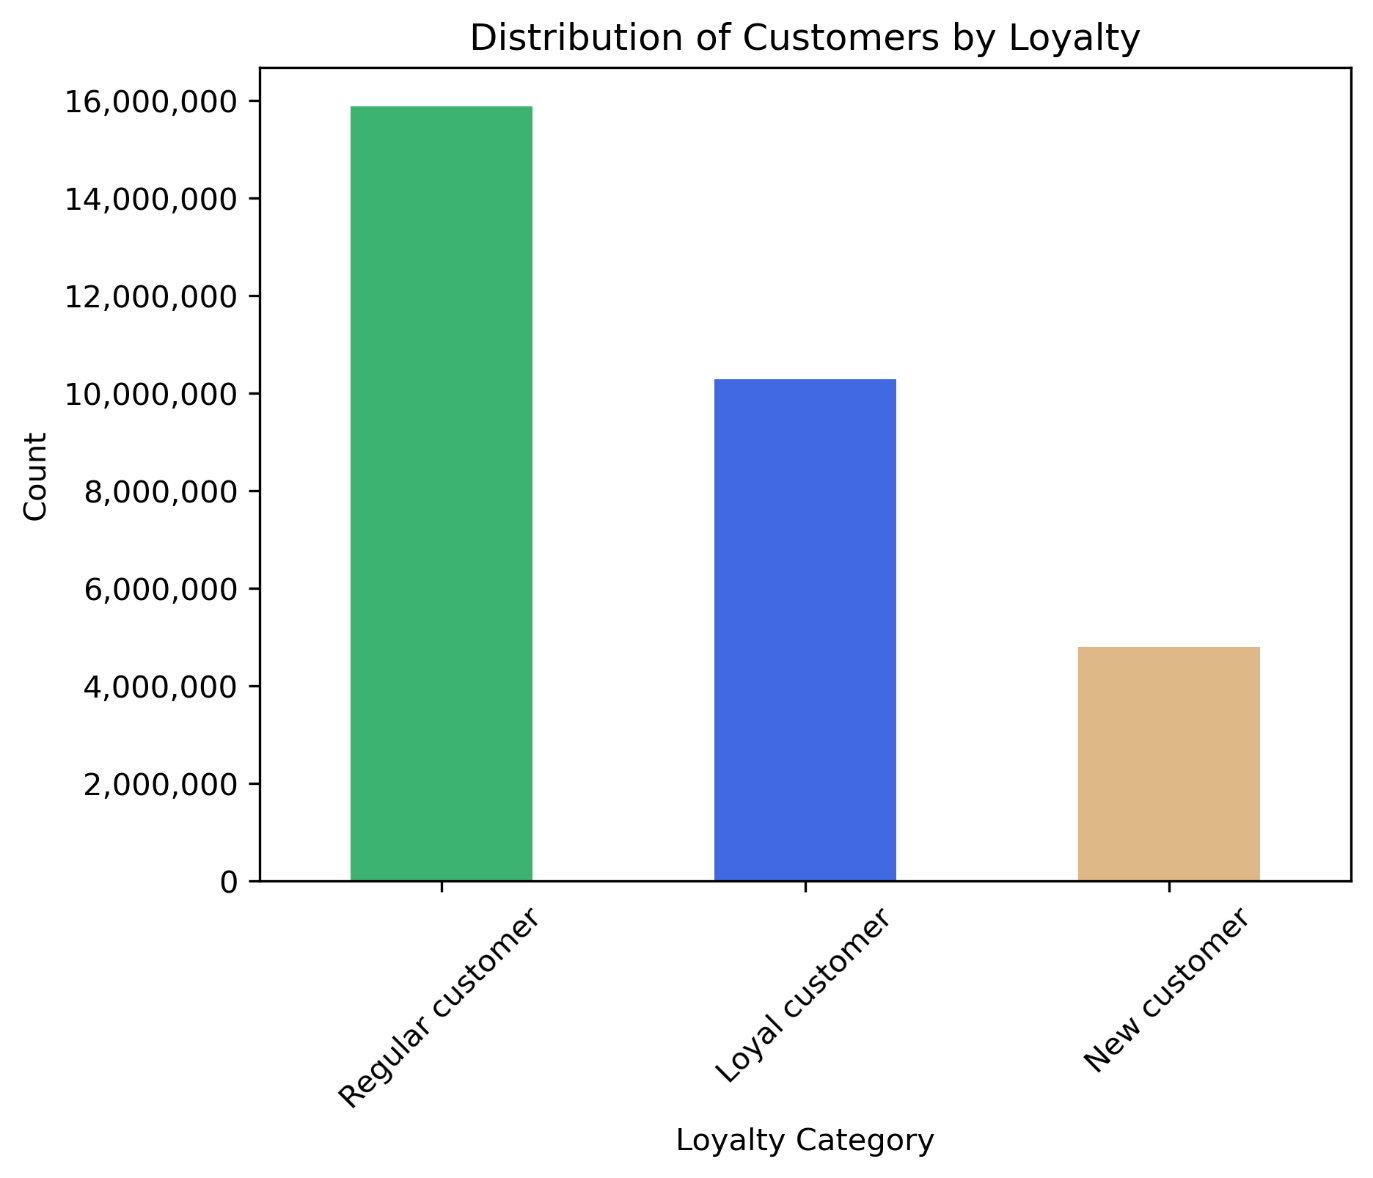 Distribution of Customers by Loyalty
16,000,000
14,000,000
12,000,000
10,000,000
8,000,000
6,000,000
4,000,000
2,000,000
0
Count
Regular customer
Loyal customer
New customer
Loyalty Category